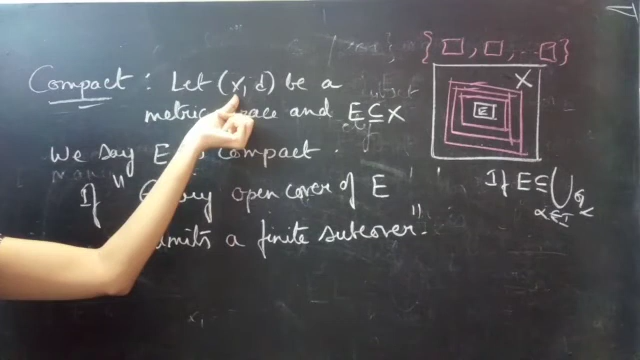 Compact : Let (X, d) be a
metric space and E ⊆ X
We say E is compact.
If " Every open cover of E
admits a finite subcover".
X
E
If E ⊆ ⋃ G_α
α∈I